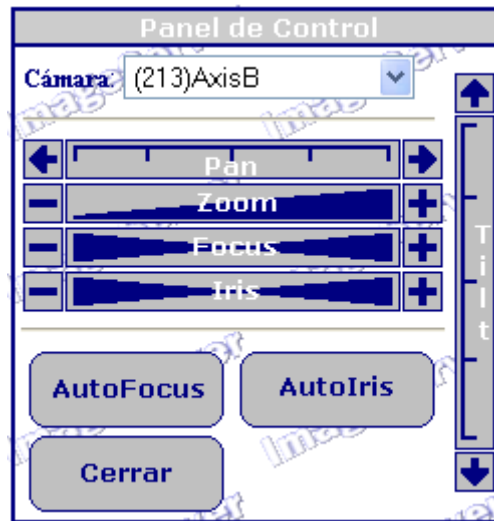 Panel de Control
Cámara: (213)AxisB
Pan
Zoom
Focus
Iris
Tilt
AutoFocus AutoIris
Cerrar